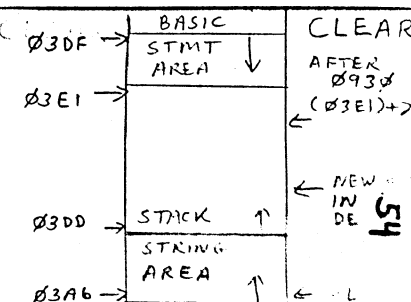 BASIC
CLEAR
Ø3DF
STMT
AREA
AFTER
Ø93Ø
Ø3E1
(Ø3E1)+
NEW
IN
DE
54
Ø3DD
STACK
STRING
AREA
Ø3A6
L